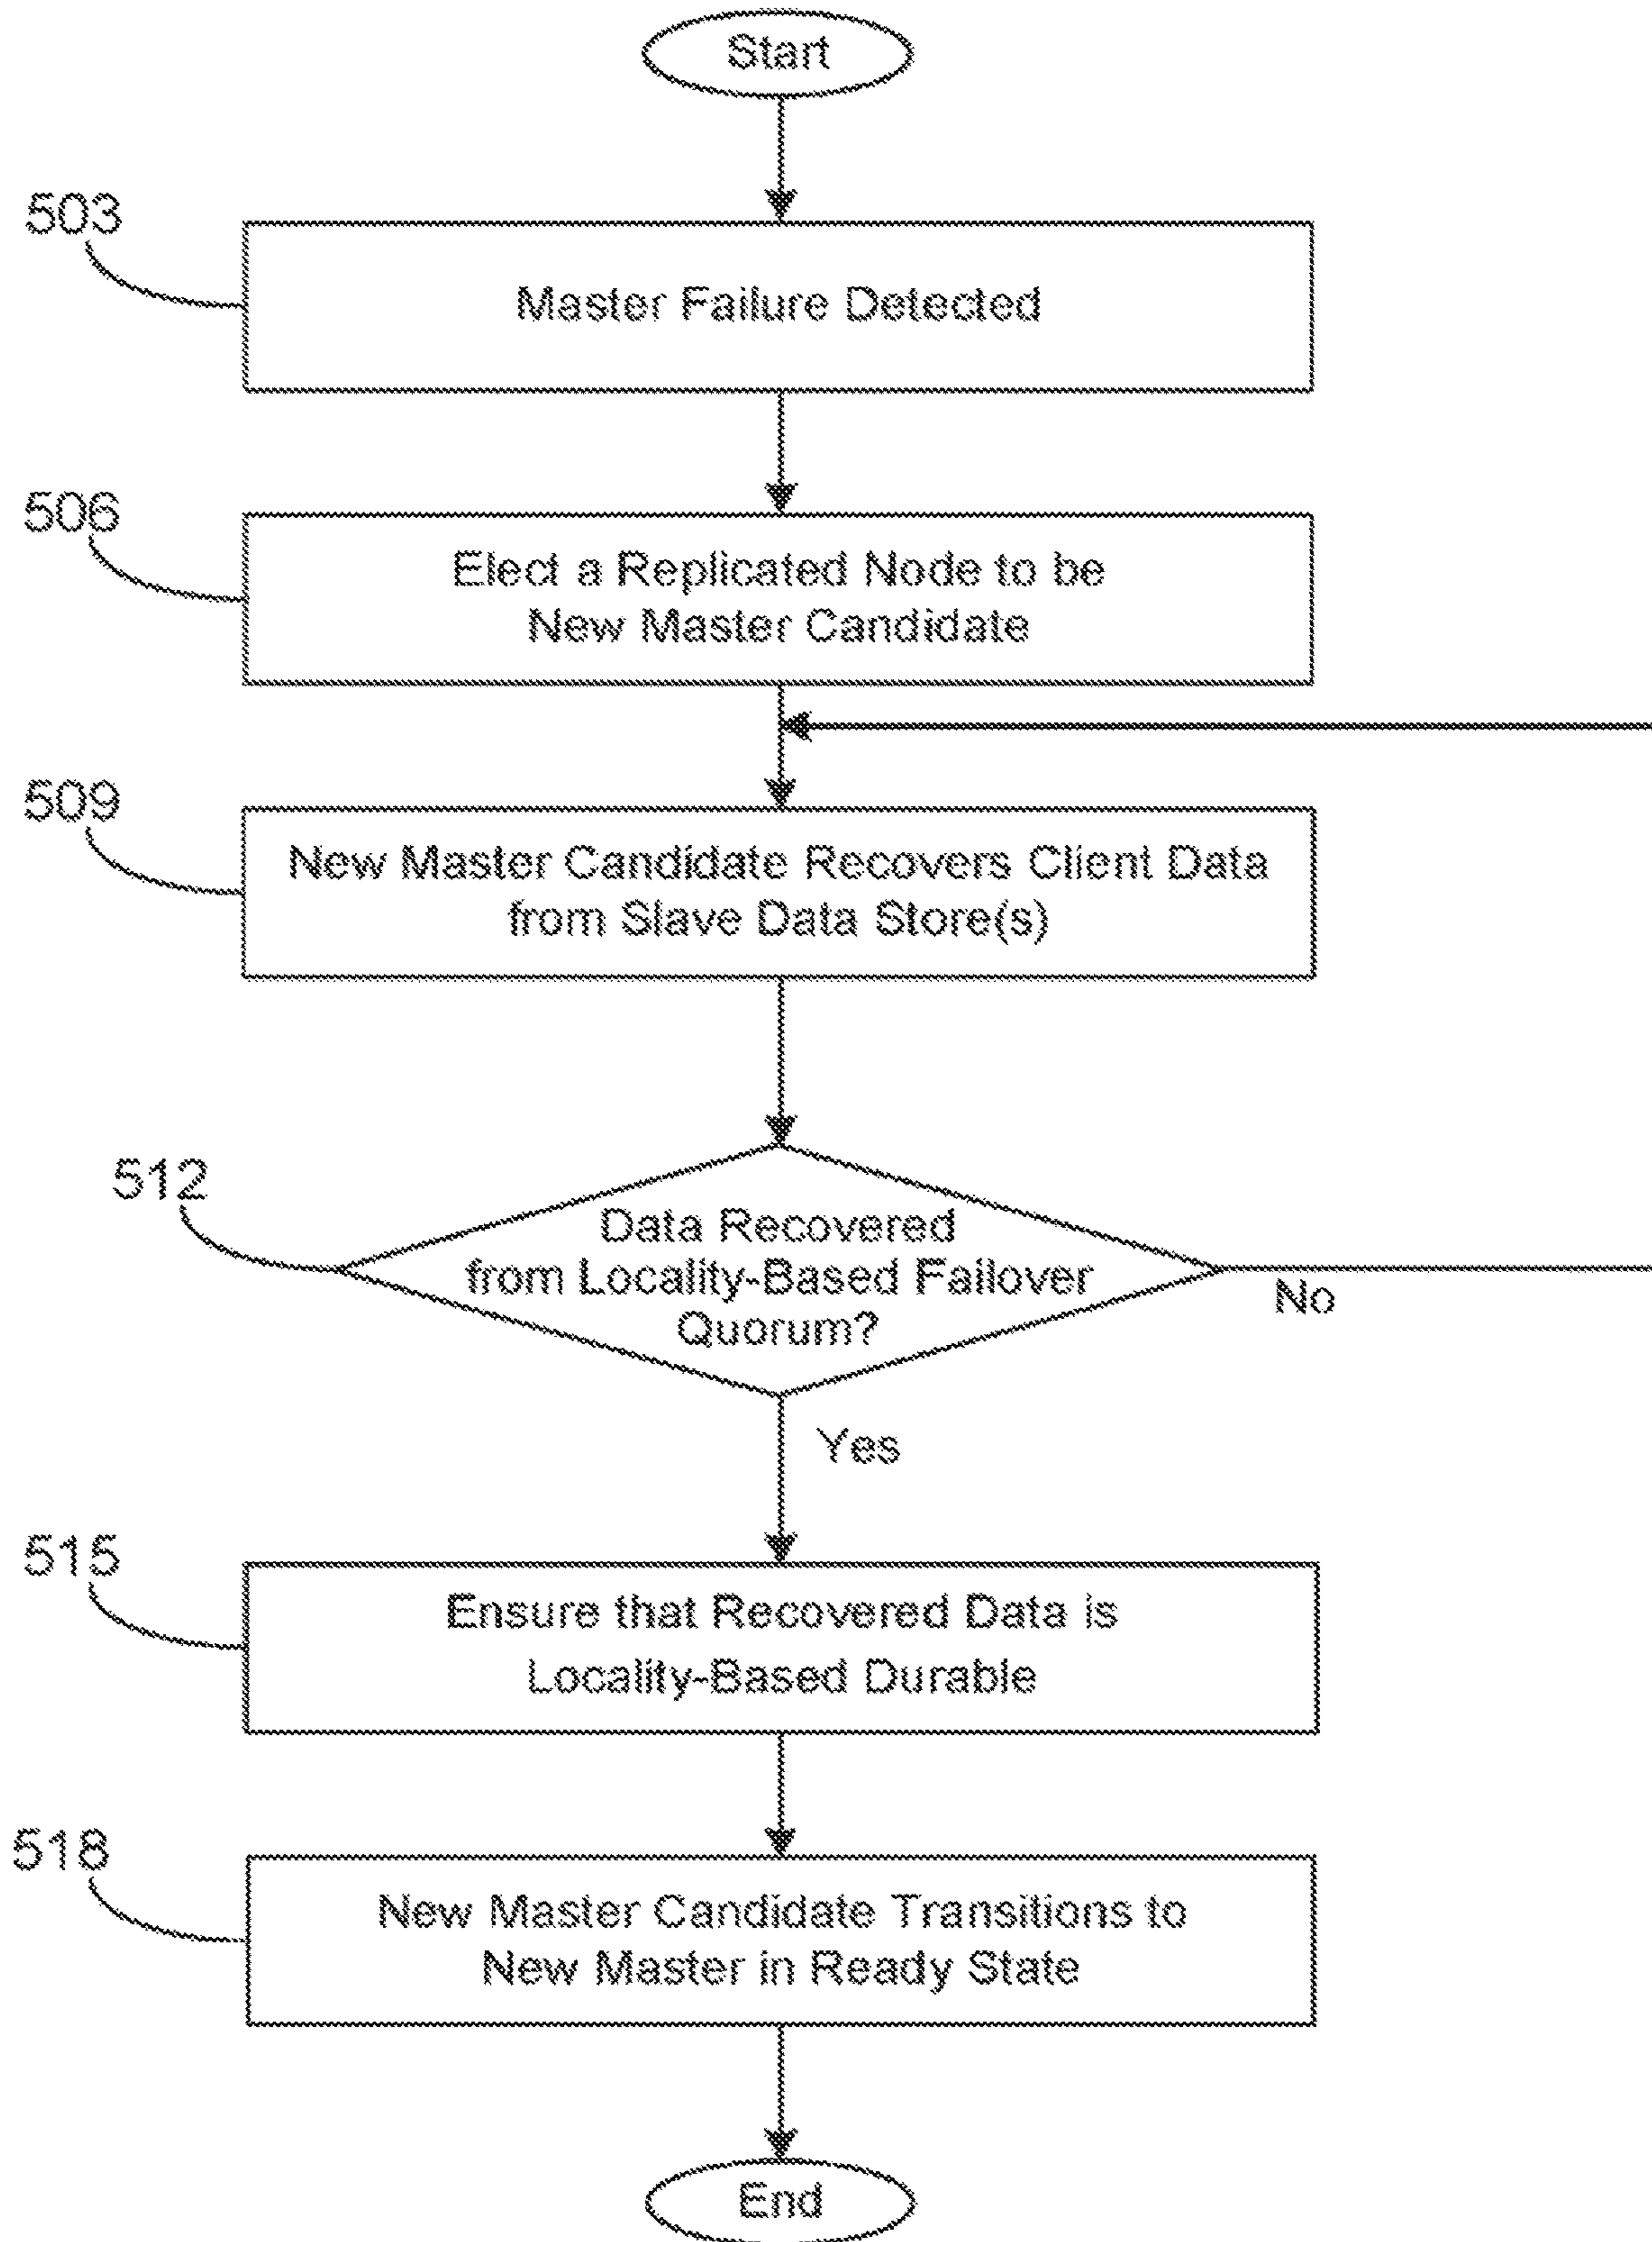 Start
503
Master Failure Detected
506
Elect a Replicated Node to be
New Master Candidate
509
New Master Candidate Recovers Client Data
from Slave Data Store(s)
512
Data Recovered
from Locality-Based Failover
Quorum?
No
Yes
515
Ensure that Recovered Data is
Locality-Based Durable
518
New Master Candidate Transitions to
New Master in Ready State
End